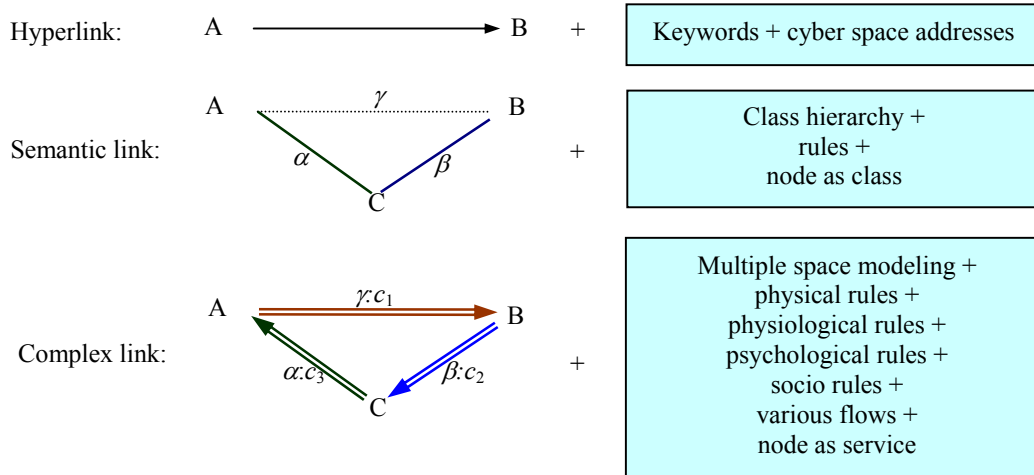 Hyperlink: A B + Keywords + cyber space addresses
A γ B
Semantic link: α β + Class hierarchy +
rules +
node as class
C
A γ:c₁ B
Complex link: α:c₃ β:c₂ + Multiple space modeling +
physical rules +
physiological rules +
psychological rules +
socio rules +
various flows +
node as service
C